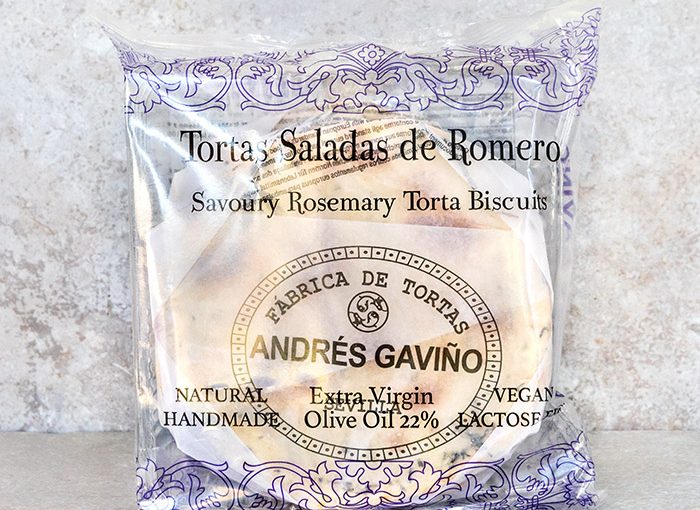 Tortas Saladas de Romero
Savoury Rosemary Torta Biscuits
FÁBRICA DE TORTAS
ANDRÉS GAVIÑO
SEVILLA
NATURAL
HANDMADE
Extra Virgin
Olive Oil 22%
VEGAN